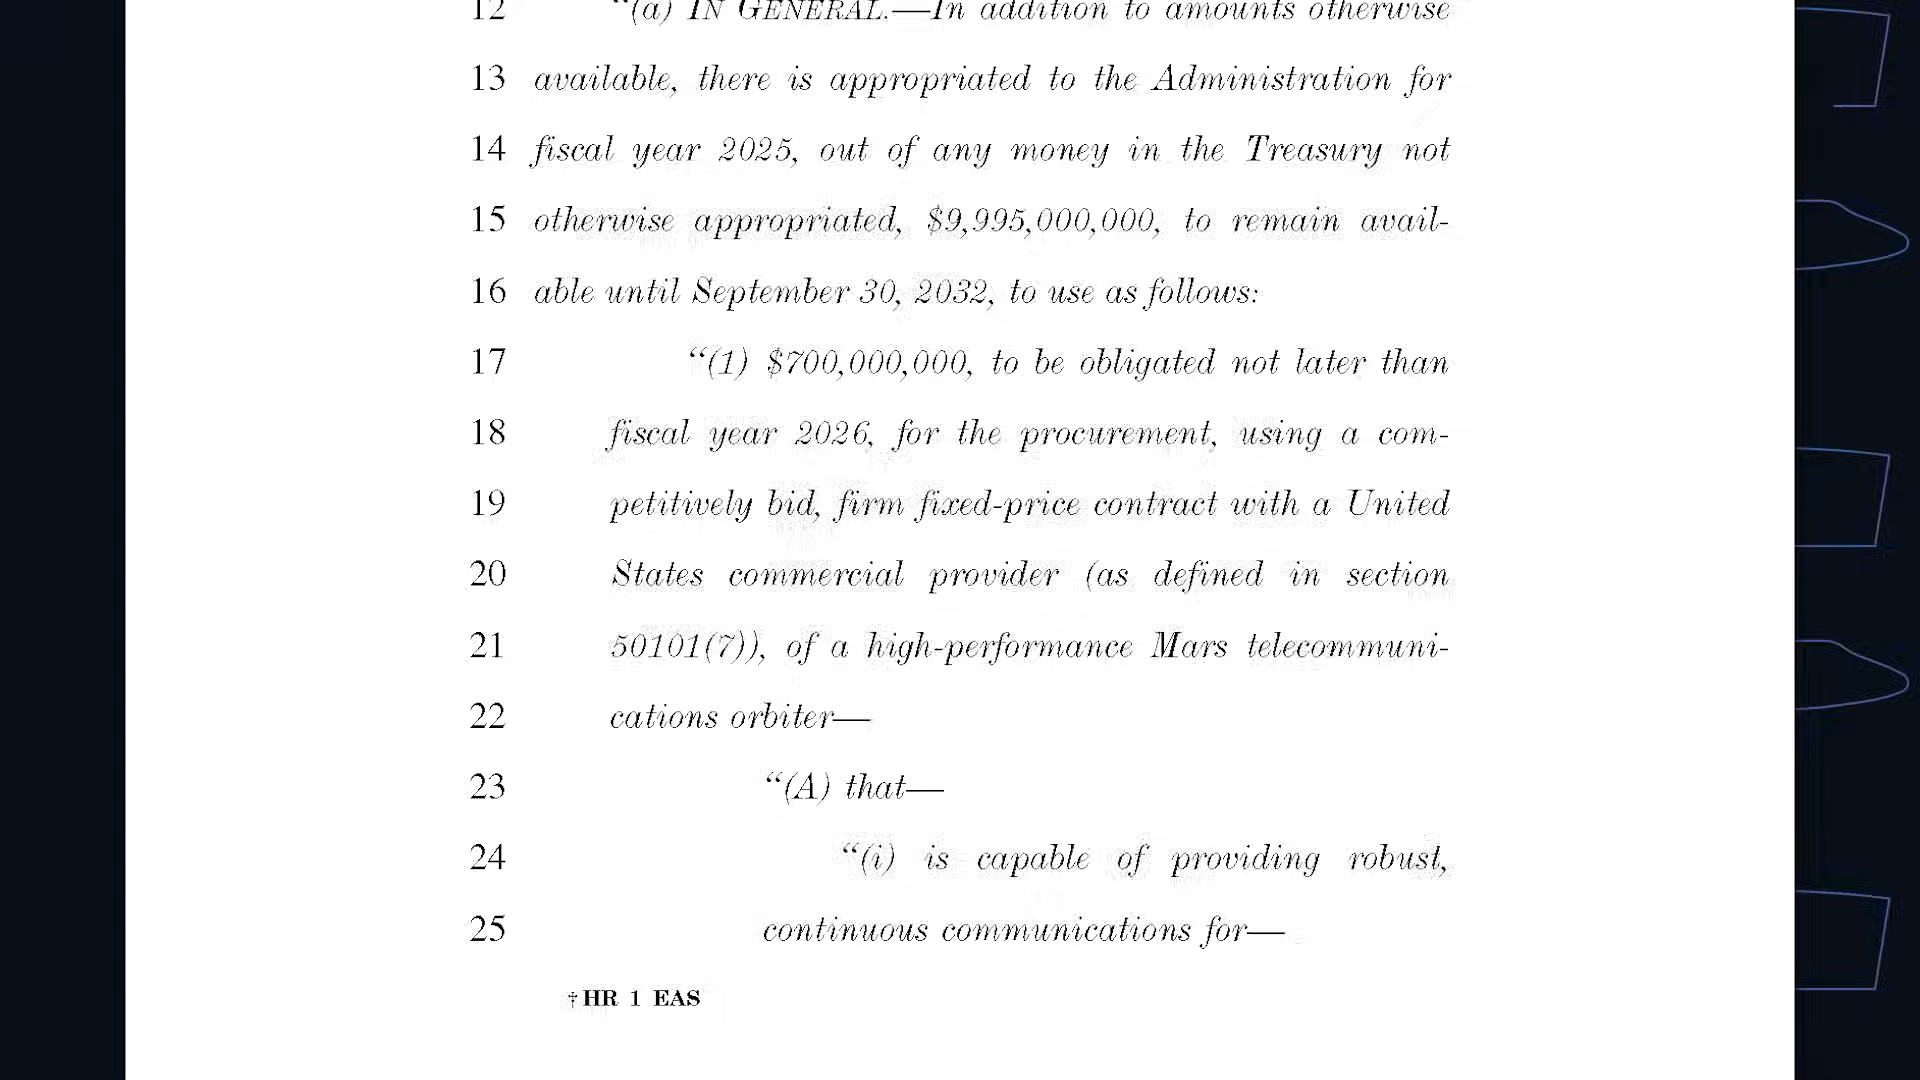 12 “(a) IN GENERAL.—In addition to amounts otherwise
13 available, there is appropriated to the Administration for
14 fiscal year 2025, out of any money in the Treasury not
15 otherwise appropriated, $9,995,000,000, to remain avail-
16 able until September 30, 2032, to use as follows:
17 “(1) $700,000,000, to be obligated not later than
18 fiscal year 2026, for the procurement, using a com-
19 petitively bid, firm fixed-price contract with a United
20 States commercial provider (as defined in section
21 50101(7)), of a high-performance Mars telecommuni-
22 cations orbiter—
23 “(A) that—
24 “(i) is capable of providing robust,
25 continuous communications for—
†HR 1 EAS